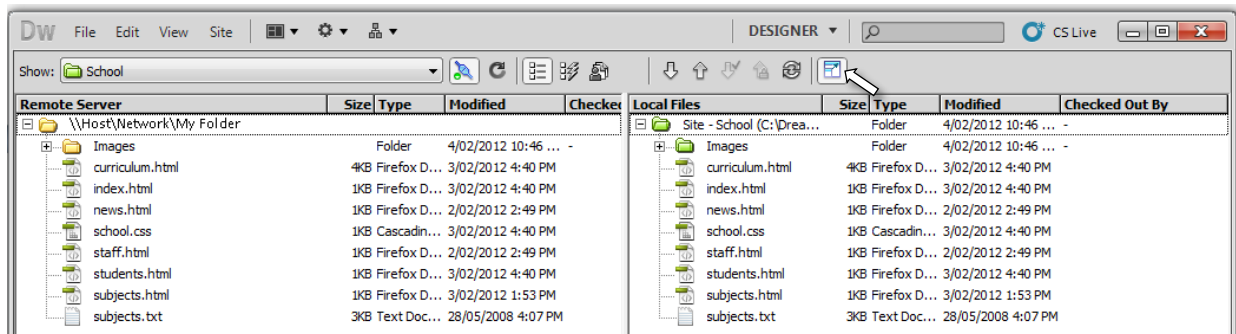 Dw File Edit View Site DESIGNER CS Live
Show: School
Remote Server Size Type Modified Checked Local Files Size Type Modified Checked Out By
\\Host\Network\My Folder Site - School (C:\Drea... Folder 4/02/2012 10:46 ... -
Images Folder 4/02/2012 10:46 ... - Images Folder 4/02/2012 10:46 ... -
curriculum.html 4KB Firefox D... 3/02/2012 4:40 PM curriculum.html 4KB Firefox D... 3/02/2012 4:40 PM
index.html 1KB Firefox D... 3/02/2012 4:40 PM index.html 1KB Firefox D... 3/02/2012 4:40 PM
news.html 1KB Firefox D... 2/02/2012 2:49 PM news.html 1KB Firefox D... 2/02/2012 2:49 PM
school.css 1KB Cascadin... 3/02/2012 4:40 PM school.css 1KB Cascadin... 3/02/2012 4:40 PM
staff.html 1KB Firefox D... 2/02/2012 2:49 PM staff.html 1KB Firefox D... 2/02/2012 2:49 PM
students.html 1KB Firefox D... 3/02/2012 4:40 PM students.html 1KB Firefox D... 3/02/2012 4:40 PM
subjects.html 1KB Firefox D... 3/02/2012 1:53 PM subjects.html 1KB Firefox D... 3/02/2012 1:53 PM
subjects.txt 3KB Text Doc... 28/05/2008 4:07 PM subjects.txt 3KB Text Doc... 28/05/2008 4:07 PM